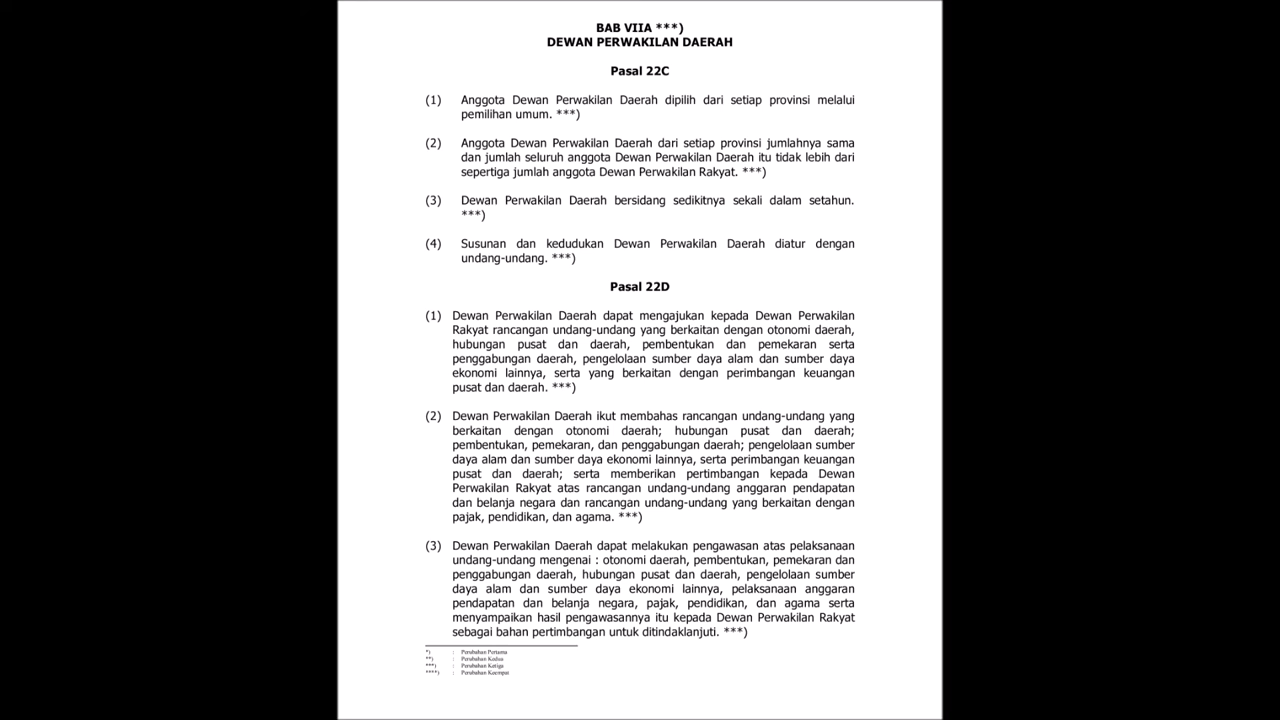 BAB VIIA ***)
DEWAN PERWAKILAN DAERAH
Pasal 22C
(1) Anggota Dewan Perwakilan Daerah dipilih dari setiap provinsi melalui
pemilihan umum. ***)
(2) Anggota Dewan Perwakilan Daerah dari setiap provinsi jumlahnya sama
dan jumlah seluruh anggota Dewan Perwakilan Daerah itu tidak lebih dari
sepertiga jumlah anggota Dewan Perwakilan Rakyat. ***)
(3) Dewan Perwakilan Daerah bersidang sedikitnya sekali dalam setahun.
***)
(4) Susunan dan kedudukan Dewan Perwakilan Daerah diatur dengan
undang-undang. ***)
Pasal 22D
(1) Dewan Perwakilan Daerah dapat mengajukan kepada Dewan Perwakilan
Rakyat rancangan undang-undang yang berkaitan dengan otonomi daerah,
hubungan pusat dan daerah, pembentukan dan pemekaran serta
penggabungan daerah, pengelolaan sumber daya alam dan sumber daya
ekonomi lainnya, serta yang berkaitan dengan perimbangan keuangan
pusat dan daerah. ***)
(2) Dewan Perwakilan Daerah ikut membahas rancangan undang-undang yang
berkaitan dengan otonomi daerah; hubungan pusat dan daerah;
pembentukan, pemekaran, dan penggabungan daerah; pengelolaan sumber
daya alam dan sumber daya ekonomi lainnya, serta perimbangan keuangan
pusat dan daerah; serta memberikan pertimbangan kepada Dewan
Perwakilan Rakyat atas rancangan undang-undang anggaran pendapatan
dan belanja negara dan rancangan undang-undang yang berkaitan dengan
pajak, pendidikan, dan agama. ***)
(3) Dewan Perwakilan Daerah dapat melakukan pengawasan atas pelaksanaan
undang-undang mengenai : otonomi daerah, pembentukan, pemekaran dan
penggabungan daerah, hubungan pusat dan daerah, pengelolaan sumber
daya alam dan sumber daya ekonomi lainnya, pelaksanaan anggaran
pendapatan dan belanja negara, pajak, pendidikan, dan agama serta
menyampaikan hasil pengawasannya itu kepada Dewan Perwakilan Rakyat
sebagai bahan pertimbangan untuk ditindaklanjuti. ***)
*) : Perubahan Pertama
**) : Perubahan Kedua
***) : Perubahan Ketiga
****) : Perubahan Keempat